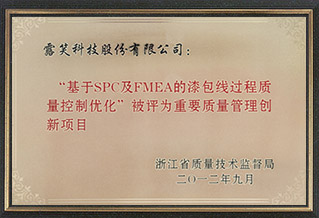 露笑科技股份有限公司：
“基于SPC及FMEA的漆包线过程质
量控制优化”被评为重要质量管理创
新项目
浙江省质量技术监督局
二〇一二年九月